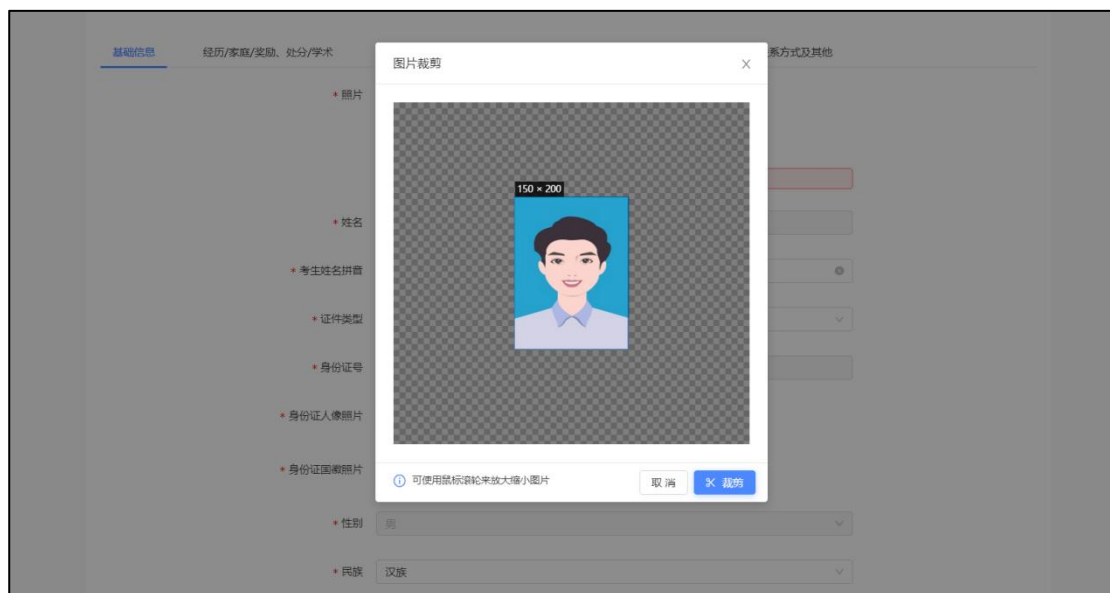 基础信息 经历/家庭/奖励、处分/学术 系方式及其他
图片裁剪
* 照片
150 × 200
* 姓名
* 考生姓名拼音
* 证件类型
* 身份证号
* 身份证人像照片
* 身份证国徽照片
可使用鼠标滚轮来放大缩小图片 取消 裁剪
* 性别 男
* 民族 汉族